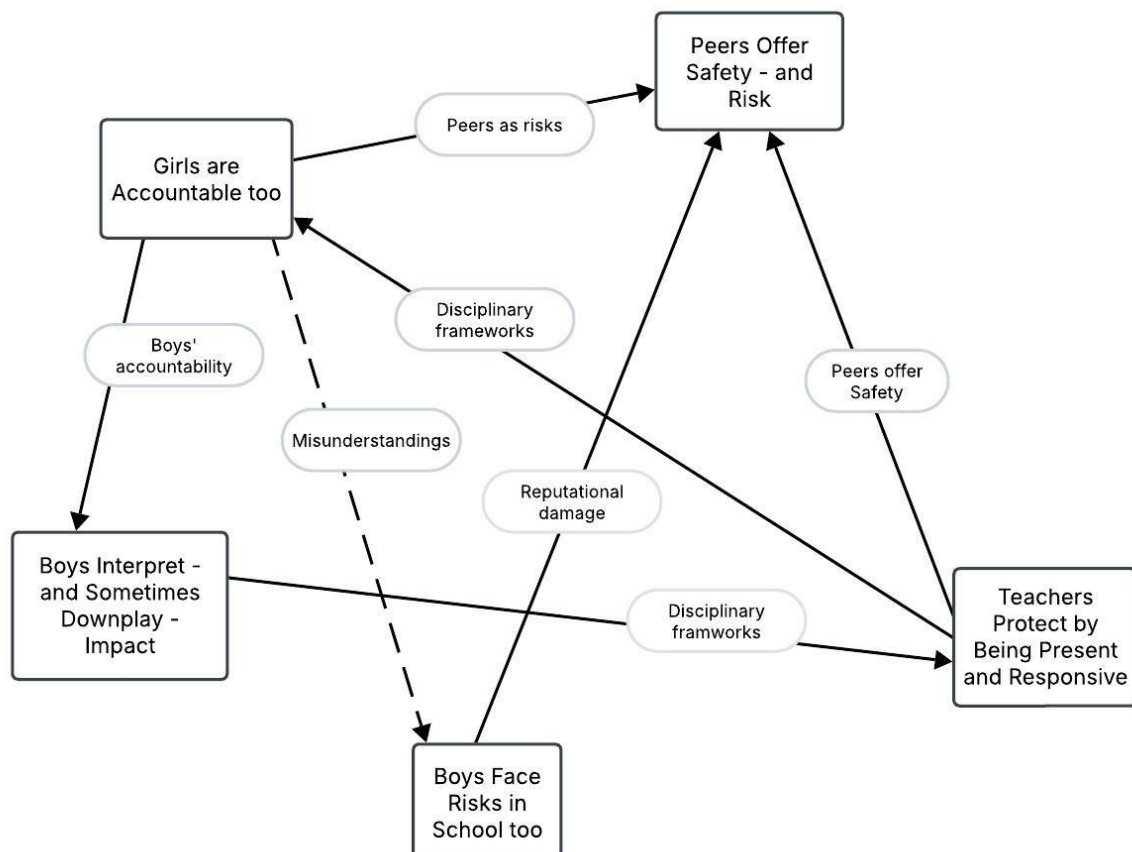 Peers Offer
Safety - and
Risk
Peers as risks
Girls are
Accountable too
Disciplinary
frameworks
Boys'
accountability
Peers offer
Safety
Misunderstandings
Reputational
damage
Boys Interpret -
and Sometimes
Downplay -
Impact
Disciplinary
framworks
Teachers
Protect by
Being Present
and Responsive
Boys Face
Risks in
School too